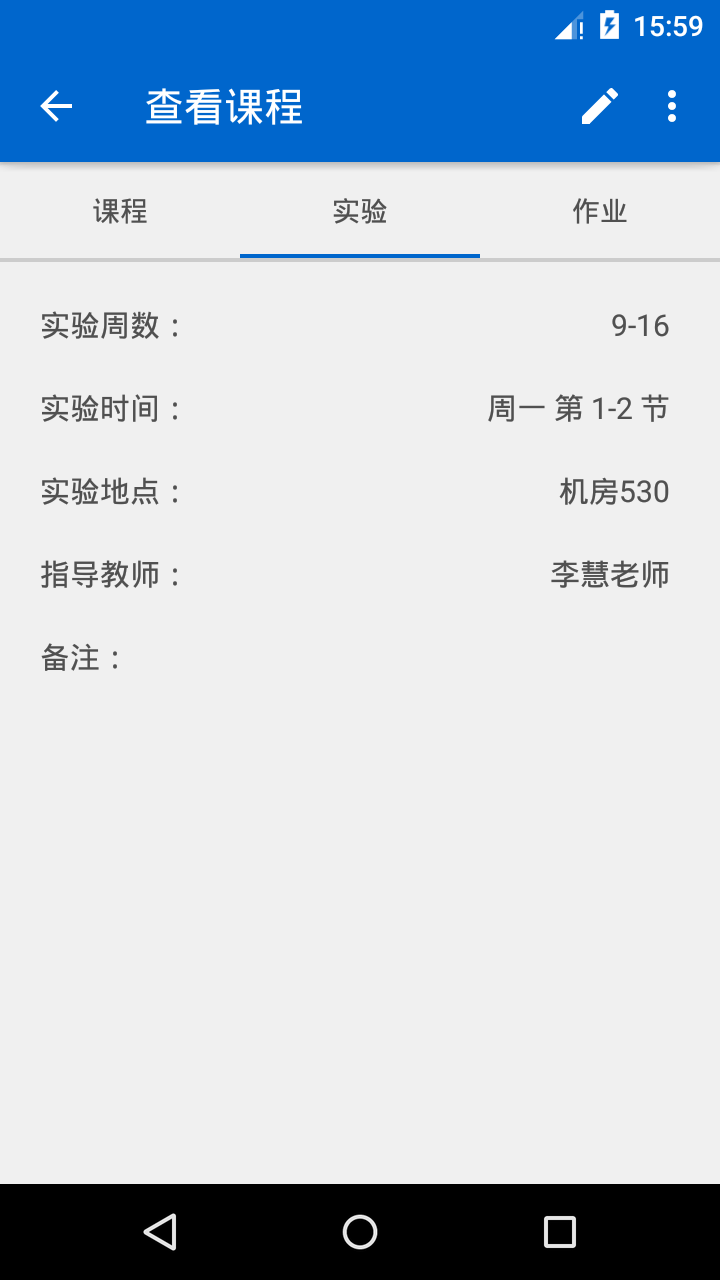 15:59
查看课程
课程 实验 作业
实验周数： 9-16
实验时间： 周一 第 1-2 节
实验地点： 机房530
指导教师： 李慧老师
备注：